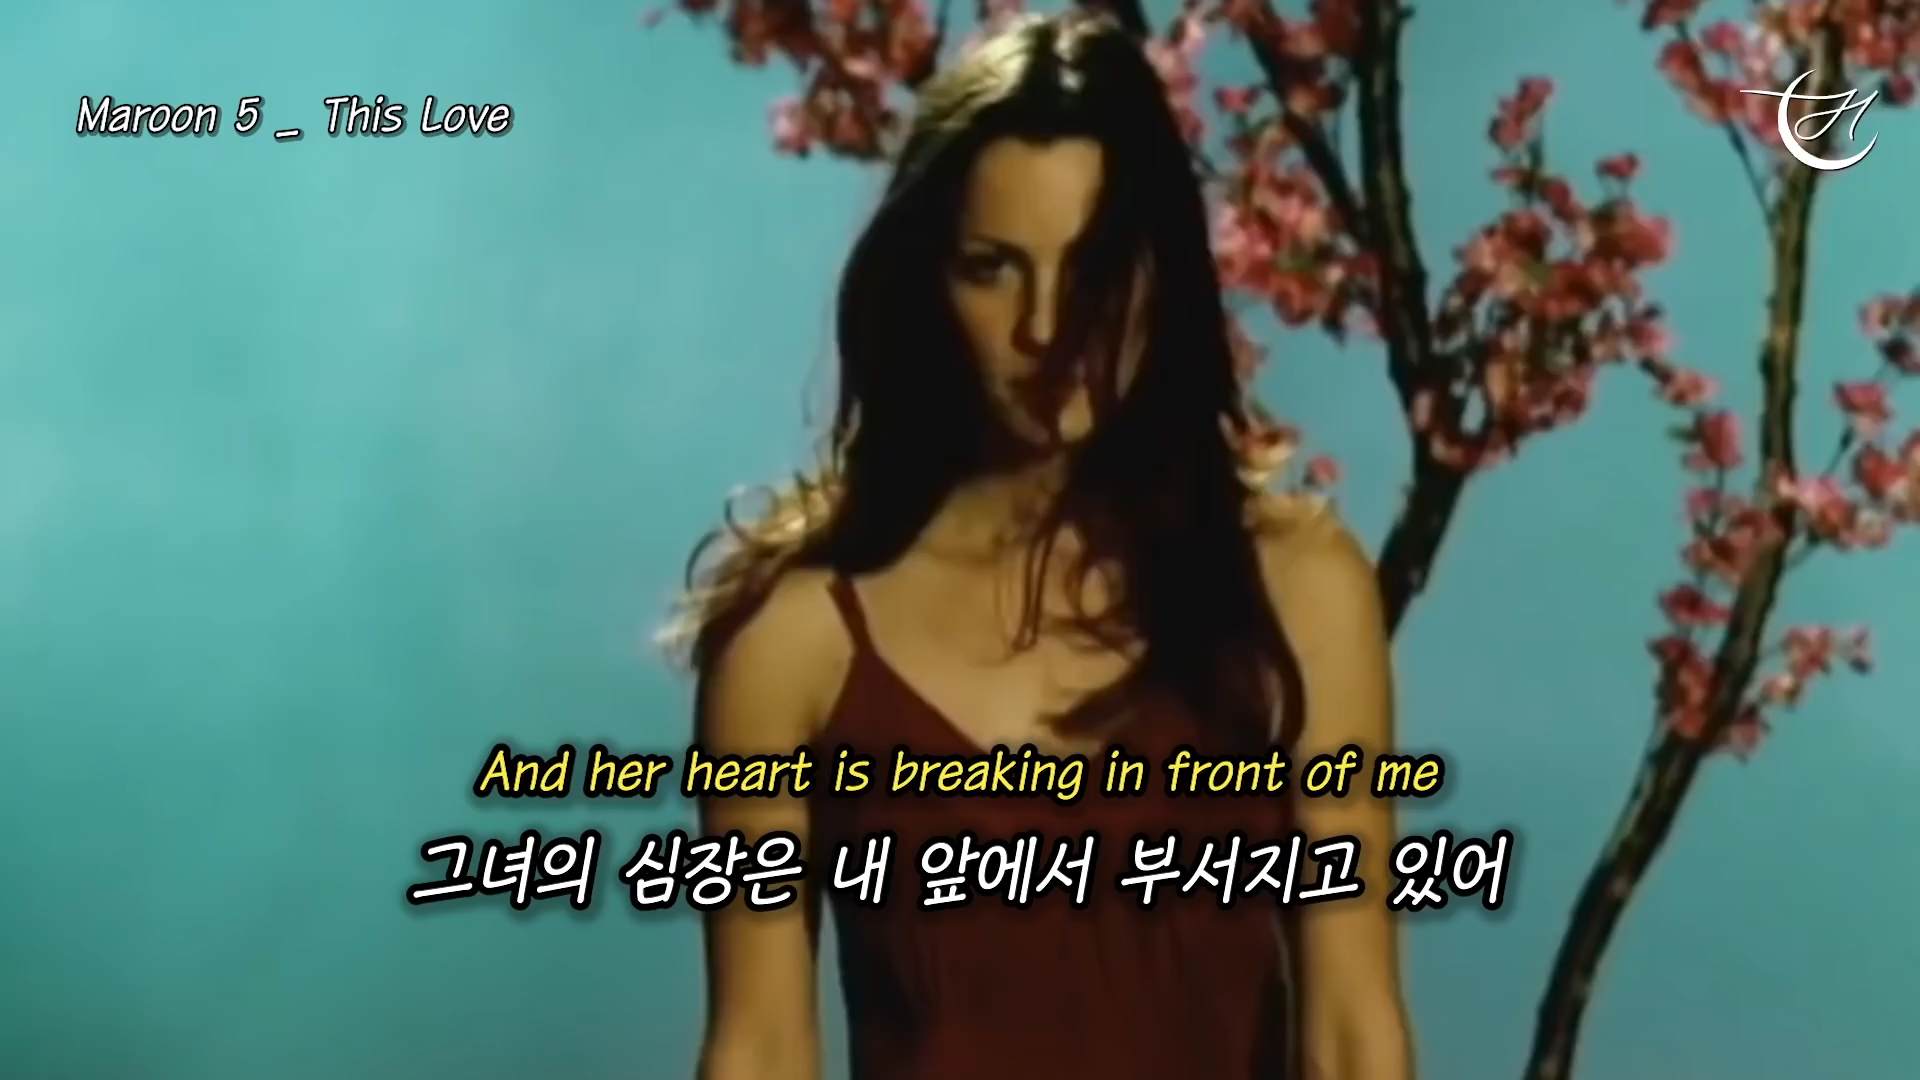 Maroon 5 _ This Love
And her heart is breaking in front of me
그녀의 심장은 내 앞에서 부서지고 있어